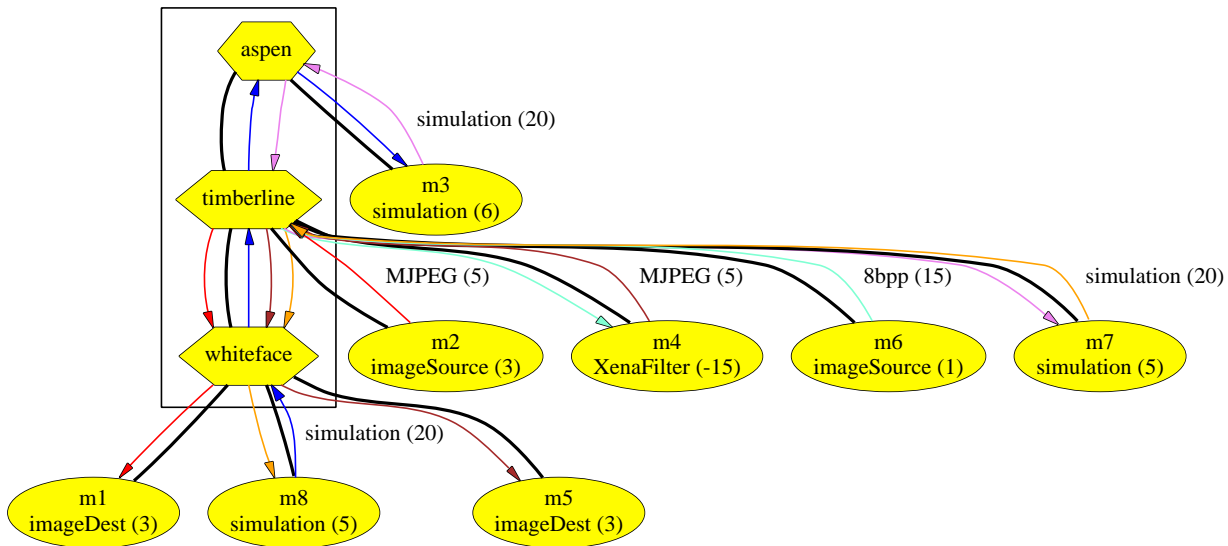 aspen
simulation (20)
m3
simulation (6)
timberline
MJPEG (5)
MJPEG (5)
8bpp (15)
simulation (20)
whiteface
m2
imageSource (3)
m4
XenaFilter (-15)
m6
imageSource (1)
m7
simulation (5)
simulation (20)
m1
imageDest (3)
m8
simulation (5)
m5
imageDest (3)